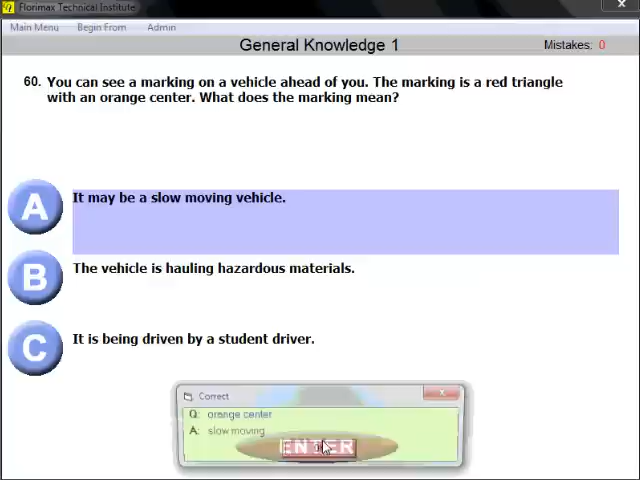 Florimax Technical Institute
Main Menu Begin From Admin
General Knowledge 1 Mistakes: 0
60. You can see a marking on a vehicle ahead of you. The marking is a red triangle
with an orange center. What does the marking mean?
A It may be a slow moving vehicle.
B The vehicle is hauling hazardous materials.
C It is being driven by a student driver.
Correct
Q: orange center
A: slow moving
ENTER